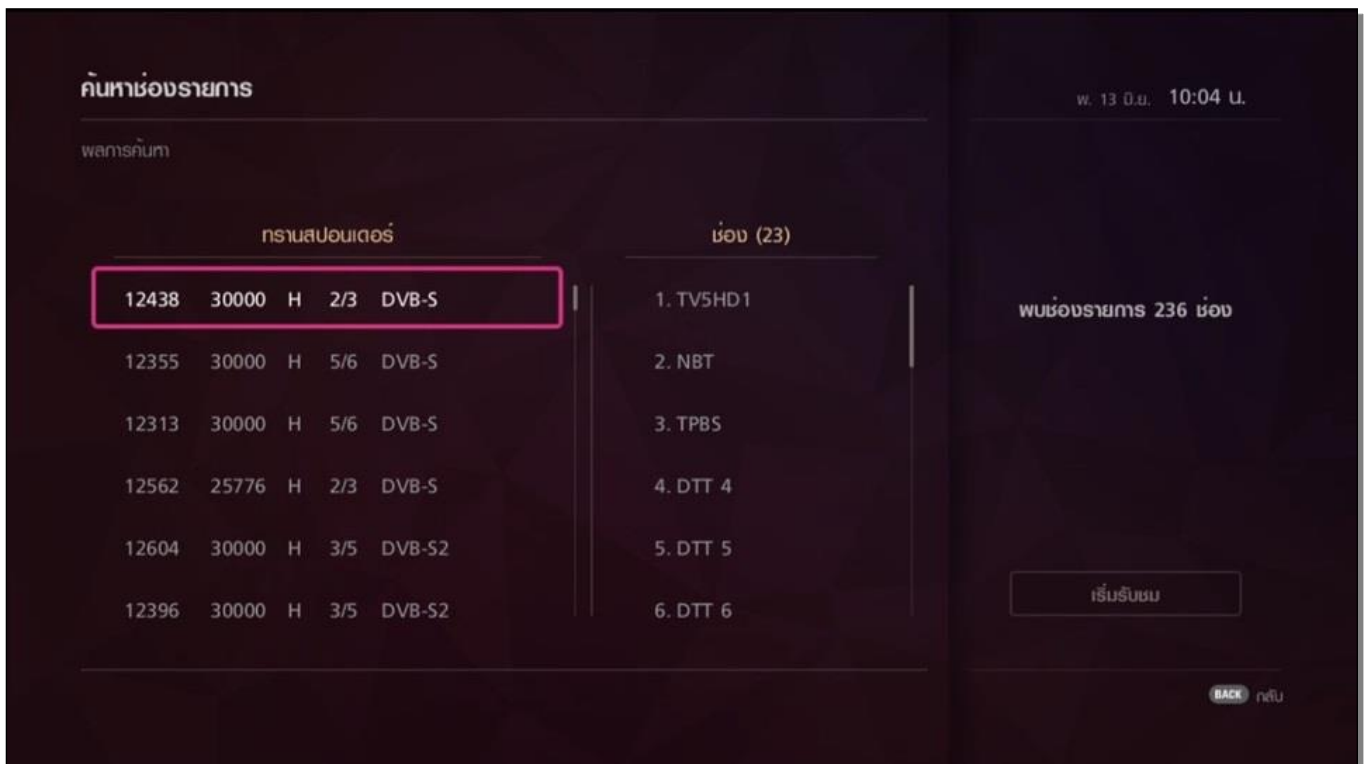 ค้นหาช่องรายการ
พ. 13 มิ.ย. 10:04 น.
ผลการค้นหา
ทรานสปอนเดอร์
ช่อง (23)
12438 30000 H 2/3 DVB-S
12355 30000 H 5/6 DVB-S
12313 30000 H 5/6 DVB-S
12562 25776 H 2/3 DVB-S
12604 30000 H 3/5 DVB-S2
12396 30000 H 3/5 DVB-S2
1. TV5HD1
2. NBT
3. TPBS
4. DTT 4
5. DTT 5
6. DTT 6
พบช่องรายการ 236 ช่อง
เริ่มรับชม
BACK กลับ